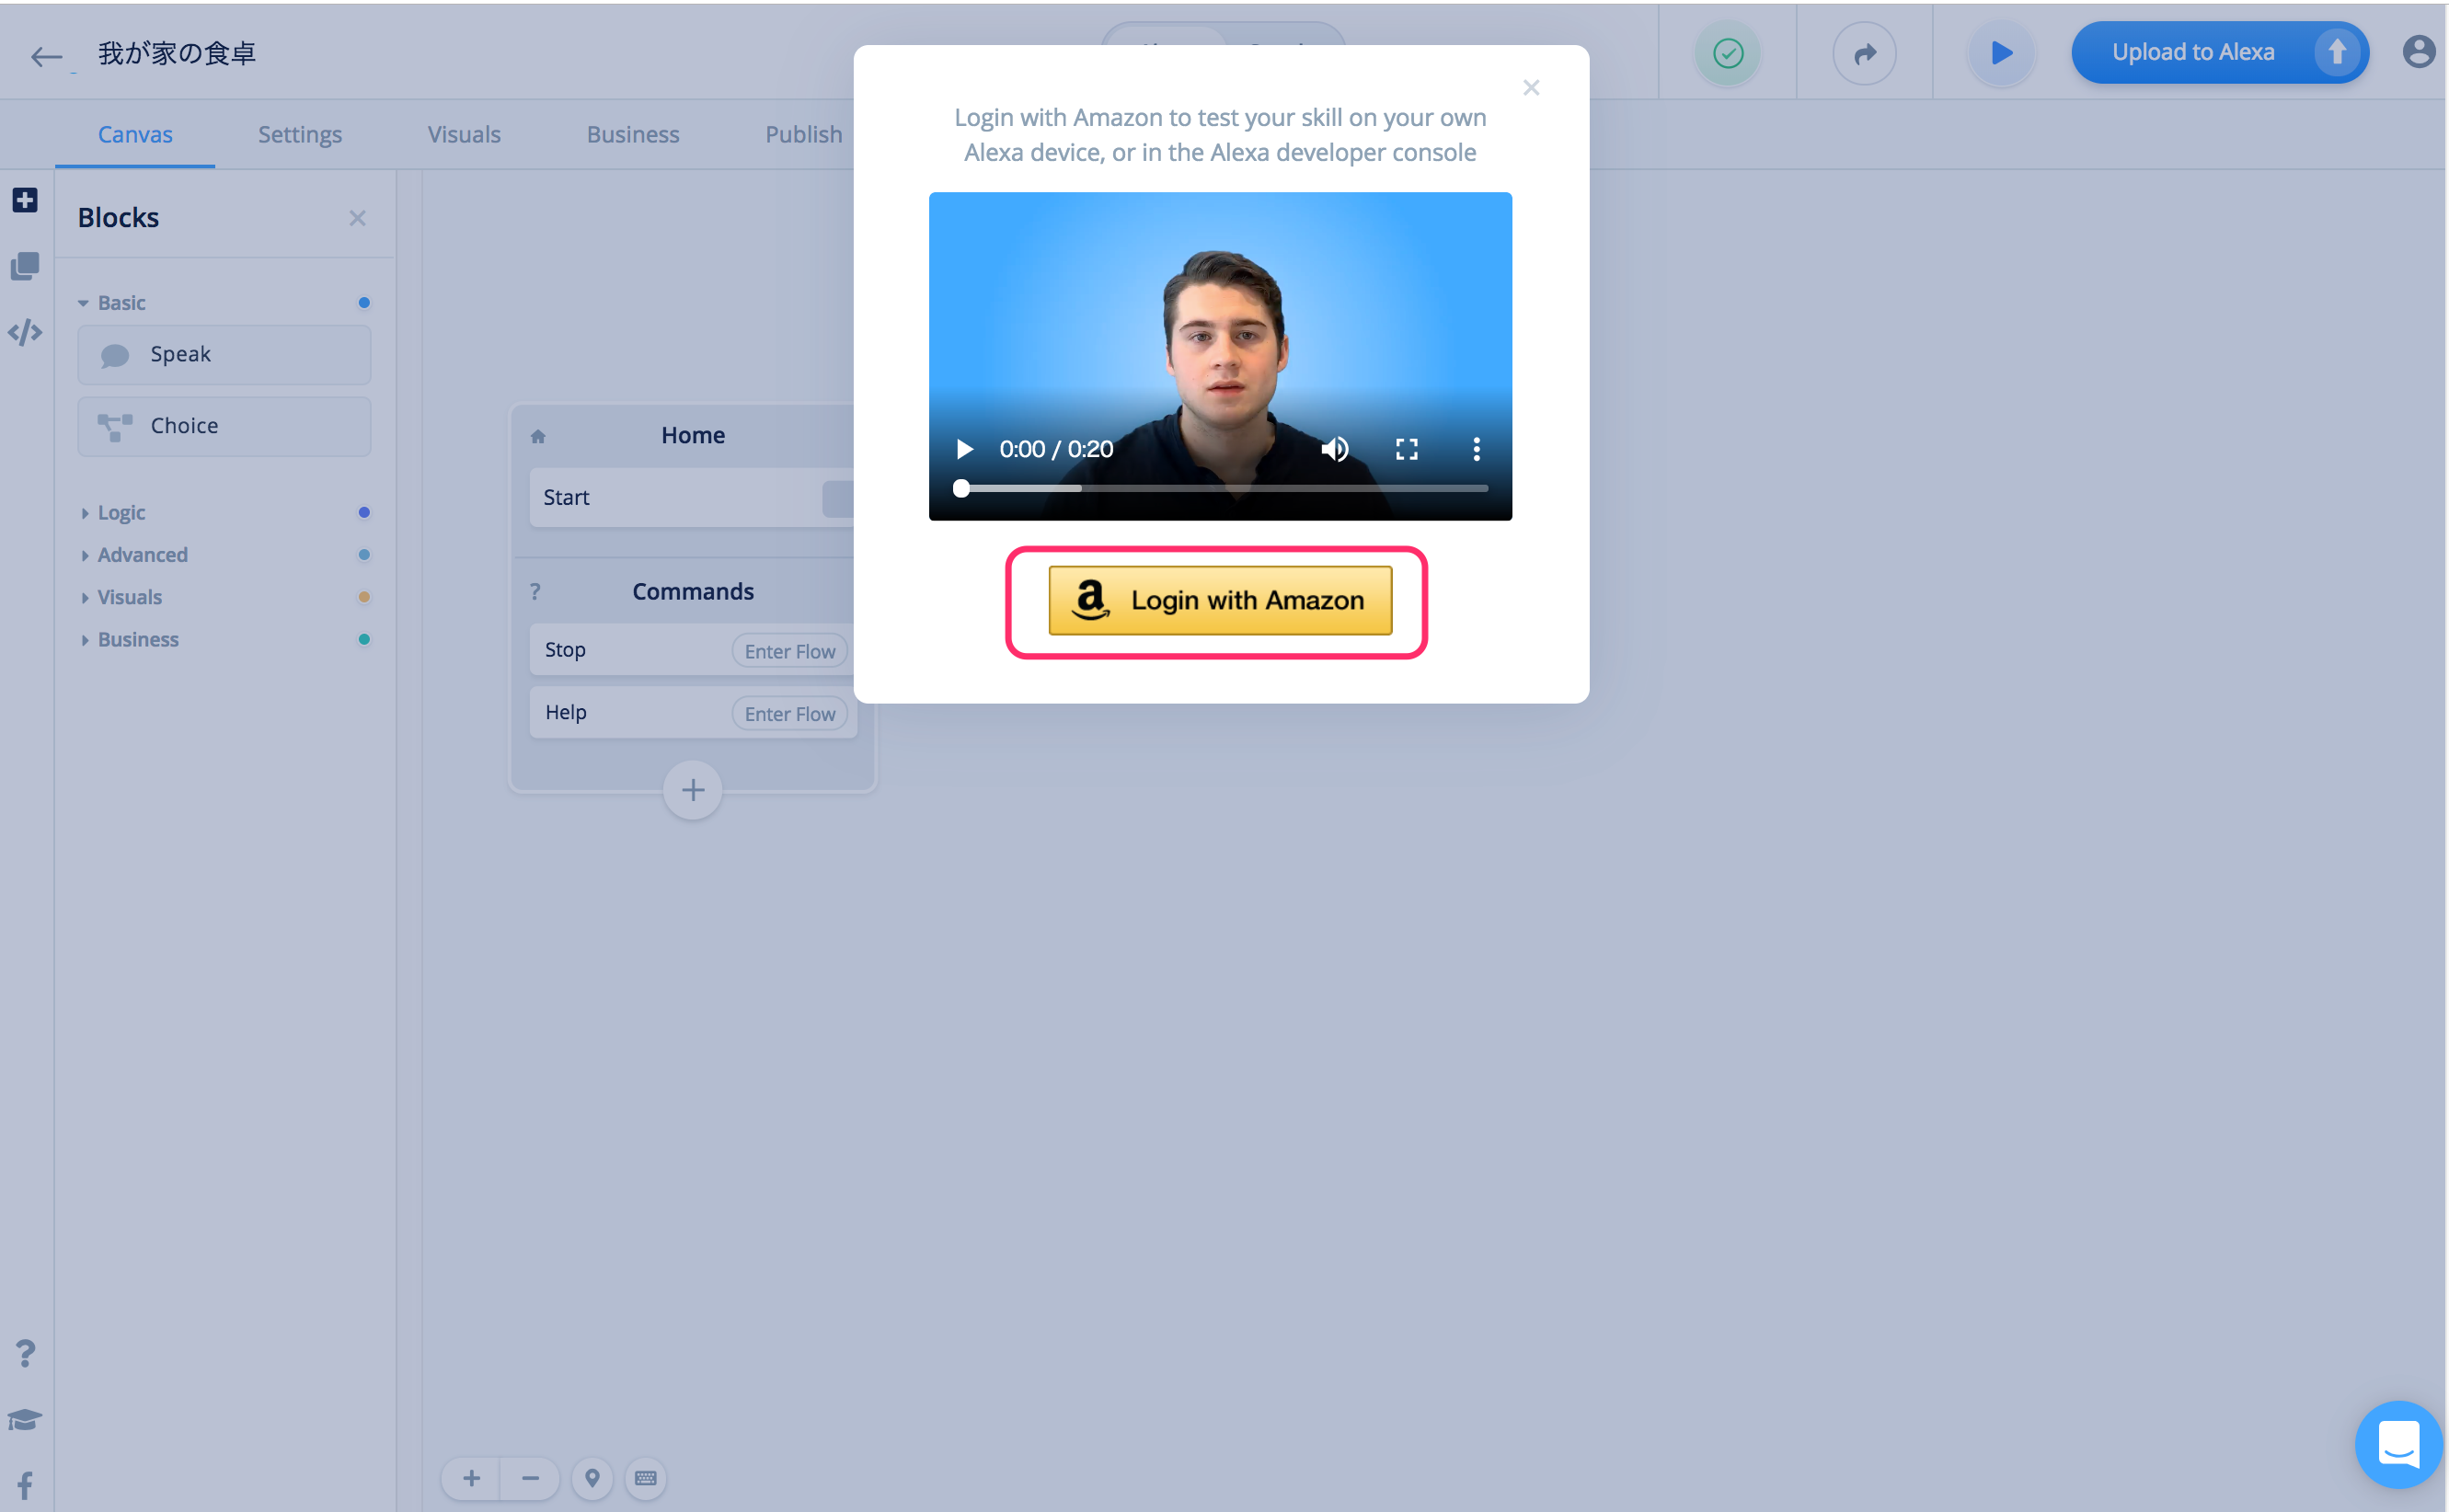 我が家の食卓
Upload to Alexa
Canvas
Settings
Visuals
Business
Publish
Login with Amazon to test your skill on your own
Alexa device, or in the Alexa developer console
0:00 / 0:20
Login with Amazon
Blocks
Basic
Speak
Choice
Logic
Advanced
Visuals
Business
Home
Start
? Commands
Stop
Enter Flow
Help
Enter Flow